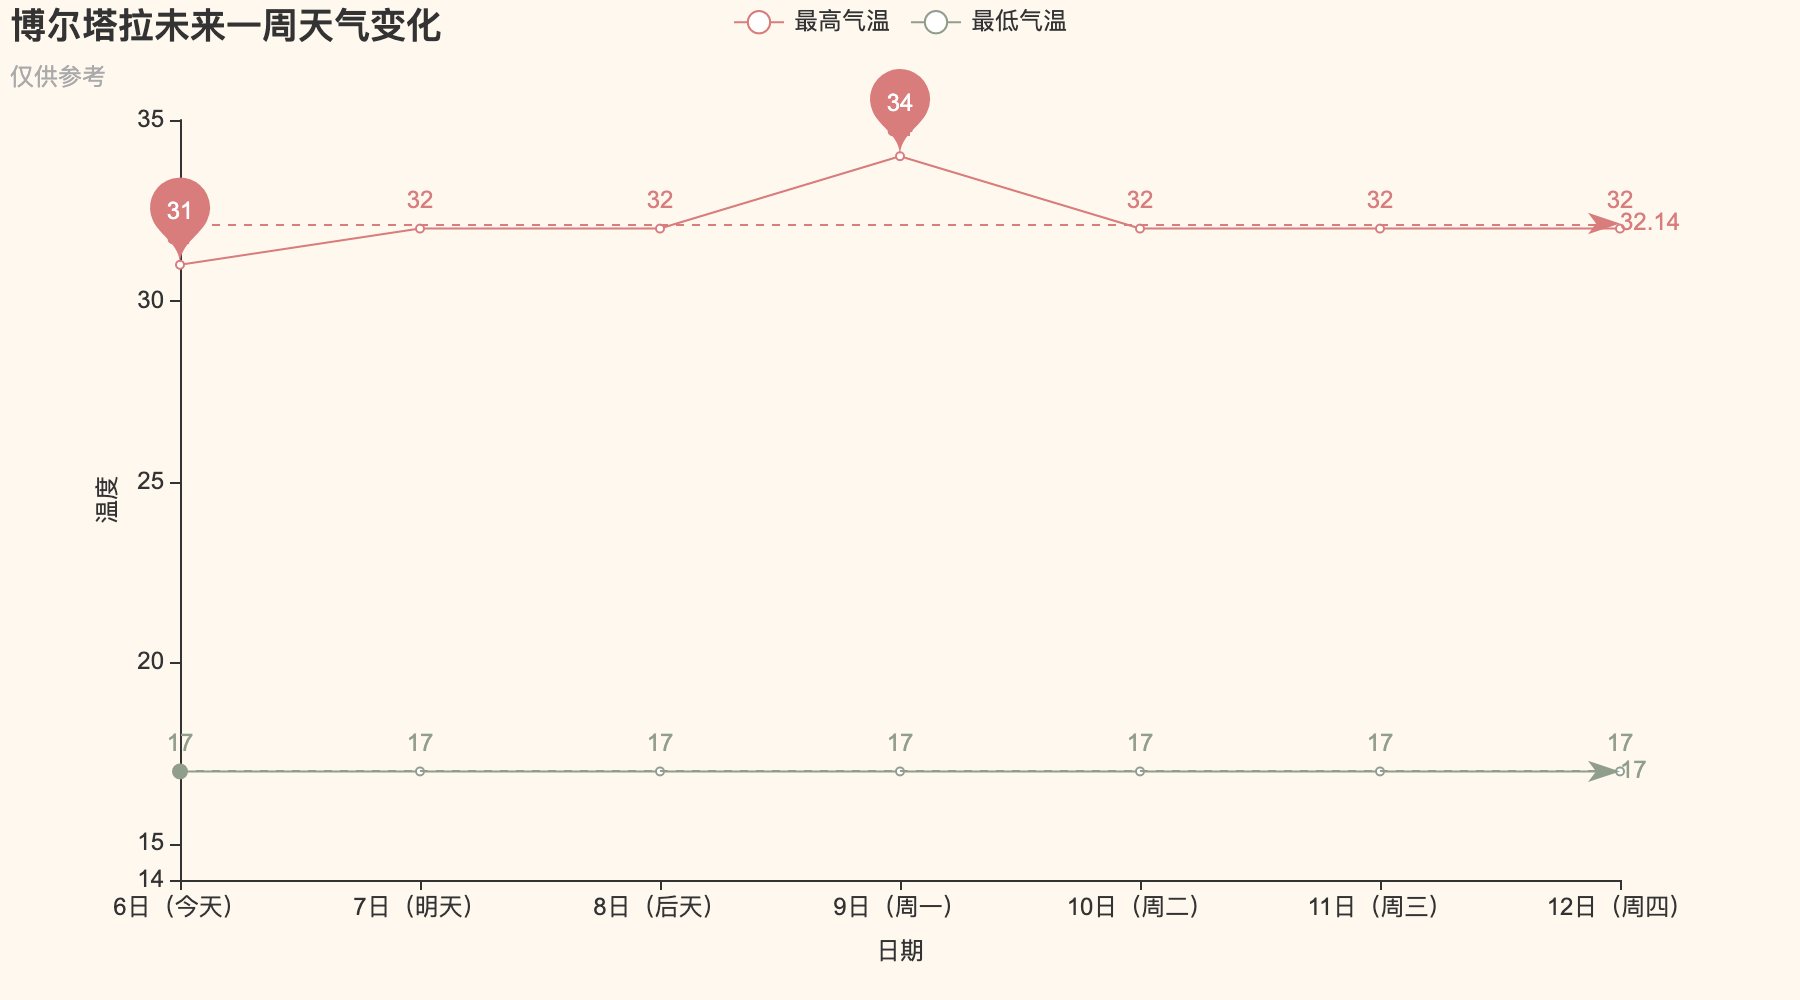 博尔塔拉未来一周天气变化
仅供参考
最高气温
最低气温
35
30
25
20
15
14
温度
31
32
32
34
32
32
32
32.14
17
17
17
17
17
17
17
17
6日（今天）
7日（明天）
8日（后天）
9日（周一）
10日（周二）
11日（周三）
12日（周四）
日期